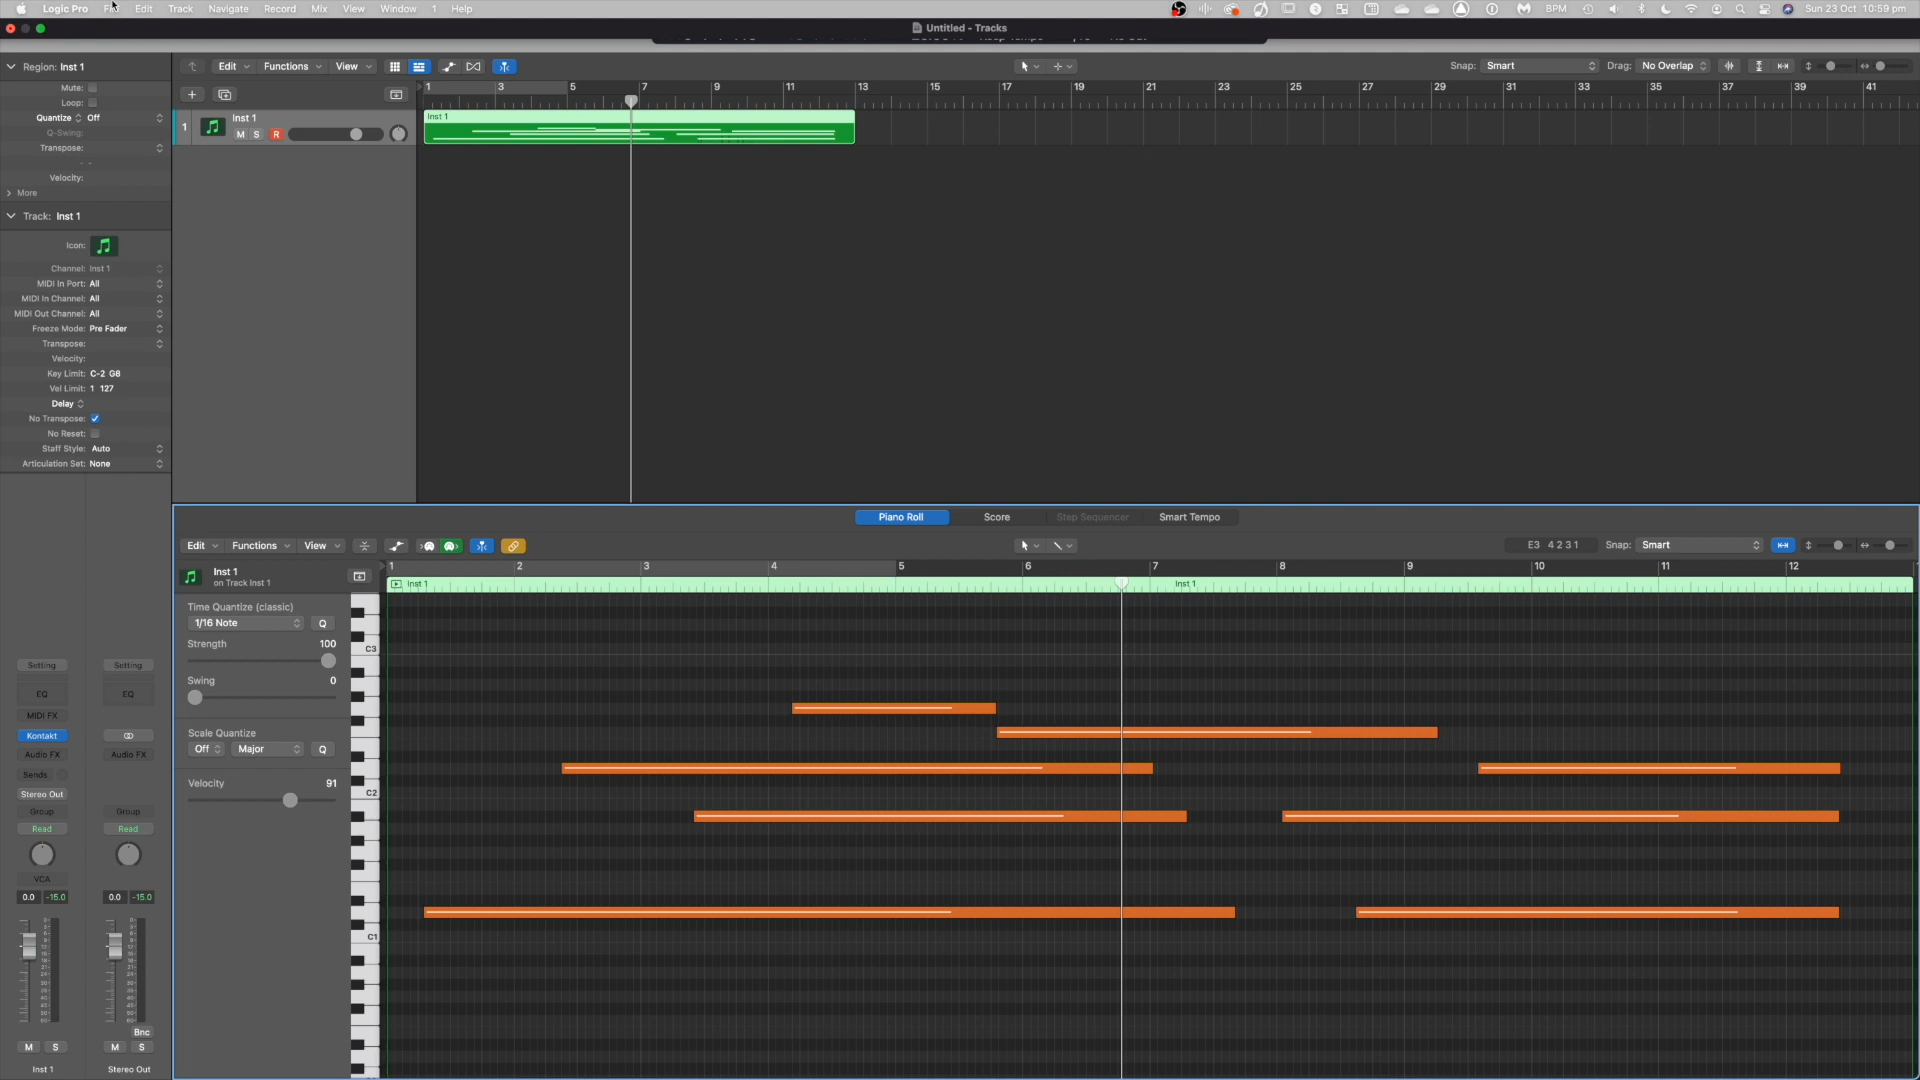 Logic Pro Edit Track Navigate Record Mix View Window 1 Help BPM Sun 23 Oct 10:59 pm
Untitled - Tracks
Region: Inst 1
Edit Functions View Snap: Smart Drag: No Overlap
Mute:
Loop:
Quantize Off
Q-Swing:
Transpose:
- -
Velocity:
More
1 3 5 7 9 11 13 15 17 19 21 23 25 27 29 31 33 35 37 39 41
1 Inst 1
M S R
Inst 1
Track: Inst 1
Icon:
Channel: Inst 1
MIDI In Port: All
MIDI In Channel: All
MIDI Out Channel: All
Freeze Mode: Pre Fader
Transpose:
Velocity:
Key Limit: C-2 G8
Vel Limit: 1 127
Delay
No Transpose:
No Reset:
Staff Style: Auto
Articulation Set: None
Piano Roll Score Step Sequencer Smart Tempo
Edit Functions View E3 4 2 3 1 Snap: Smart
1 2 3 4 5 6 7 8 9 10 11 12
Inst 1
on Track Inst 1
Inst 1 Inst 1
Time Quantize (classic)
1/16 Note Q
Strength 100
Swing 0
Scale Quantize
Off Major Q
Velocity 91
C3
C2
C1
Setting Setting
EQ EQ
MIDI FX
Kontakt
Audio FX Audio FX
Sends
Stereo Out
Group Group
Read Read
VCA
0.0 -15.0 0.0 -15.0
Bnc
M S M S
Inst 1 Stereo Out